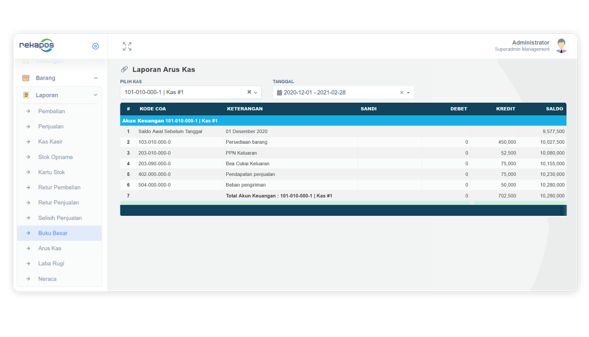 rekapos
Administrator
Superadmin Management
Barang
Laporan
Pembelian
Penjualan
Kas Kasir
Stok Opname
Kartu Stok
Retur Pembelian
Retur Penjualan
Selisih Penjualan
Buku Besar
Arus Kas
Laba Rugi
Neraca
Laporan Arus Kas
PILIH KAS TANGGAL
101-010-000-1 | Kas #1 × 2020-12-01 - 2021-02-28 ×
# KODE COA KETERANGAN SANDI DEBET KREDIT SALDO
Akun Keuangan 101-010-000-1 | Kas #1
1 Saldo Awal Sebelum Tanggal 01 Desember 2020 9,577,500
2 103-010-000-0 Persediaan barang 0 450,000 10,027,500
3 203-010-000-0 PPN Keluaran 0 52,500 10,080,000
4 203-090-000-0 Bea Cukai Keluaran 0 75,000 10,155,000
5 402-000-000-0 Pendapatan penjualan 0 75,000 10,230,000
6 504-000-000-0 Beban pengiriman 0 50,000 10,280,000
7 Total Akun Keuangan : 101-010-000-1 | Kas #1 0 702,500 10,280,000